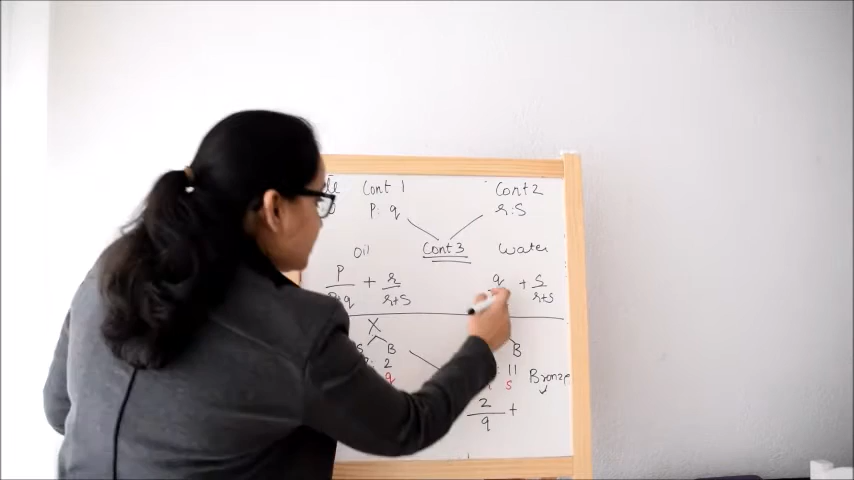 Cont 1 Cont 2
P: q r:S
Oil Cont 3 Water
P + r q + S
P+q r+S r+S
X
S B B
2 11 Bronze
q S
2 +
9